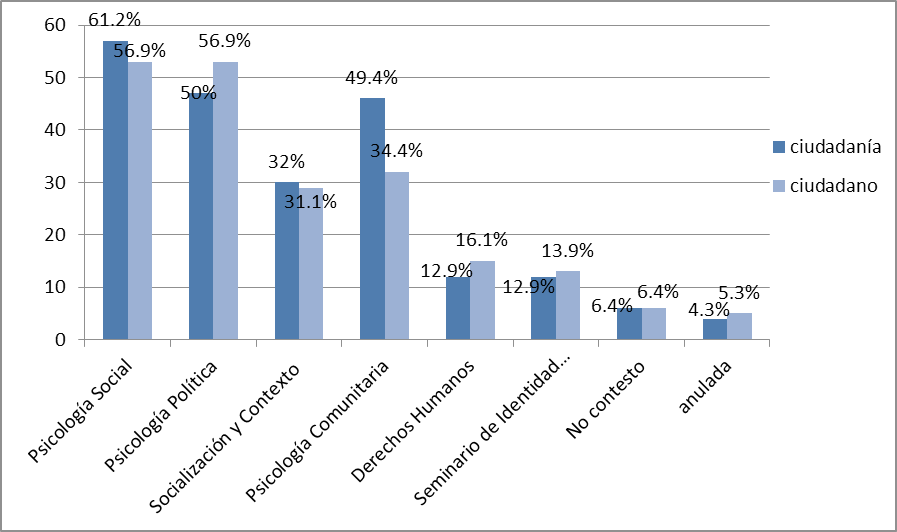 60
50
40
30
20
10
0
61.2%
56.9%
50%
56.9%
32%
31.1%
49.4%
34.4%
12.9%
16.1%
12.9%
13.9%
6.4%
6.4%
4.3%
5.3%
ciudadanía
ciudadano
Psicología Social
Psicología Política
Socialización y Contexto
Psicología Comunitaria
Derechos Humanos
Seminario de Identidad…
No contesto
anulada